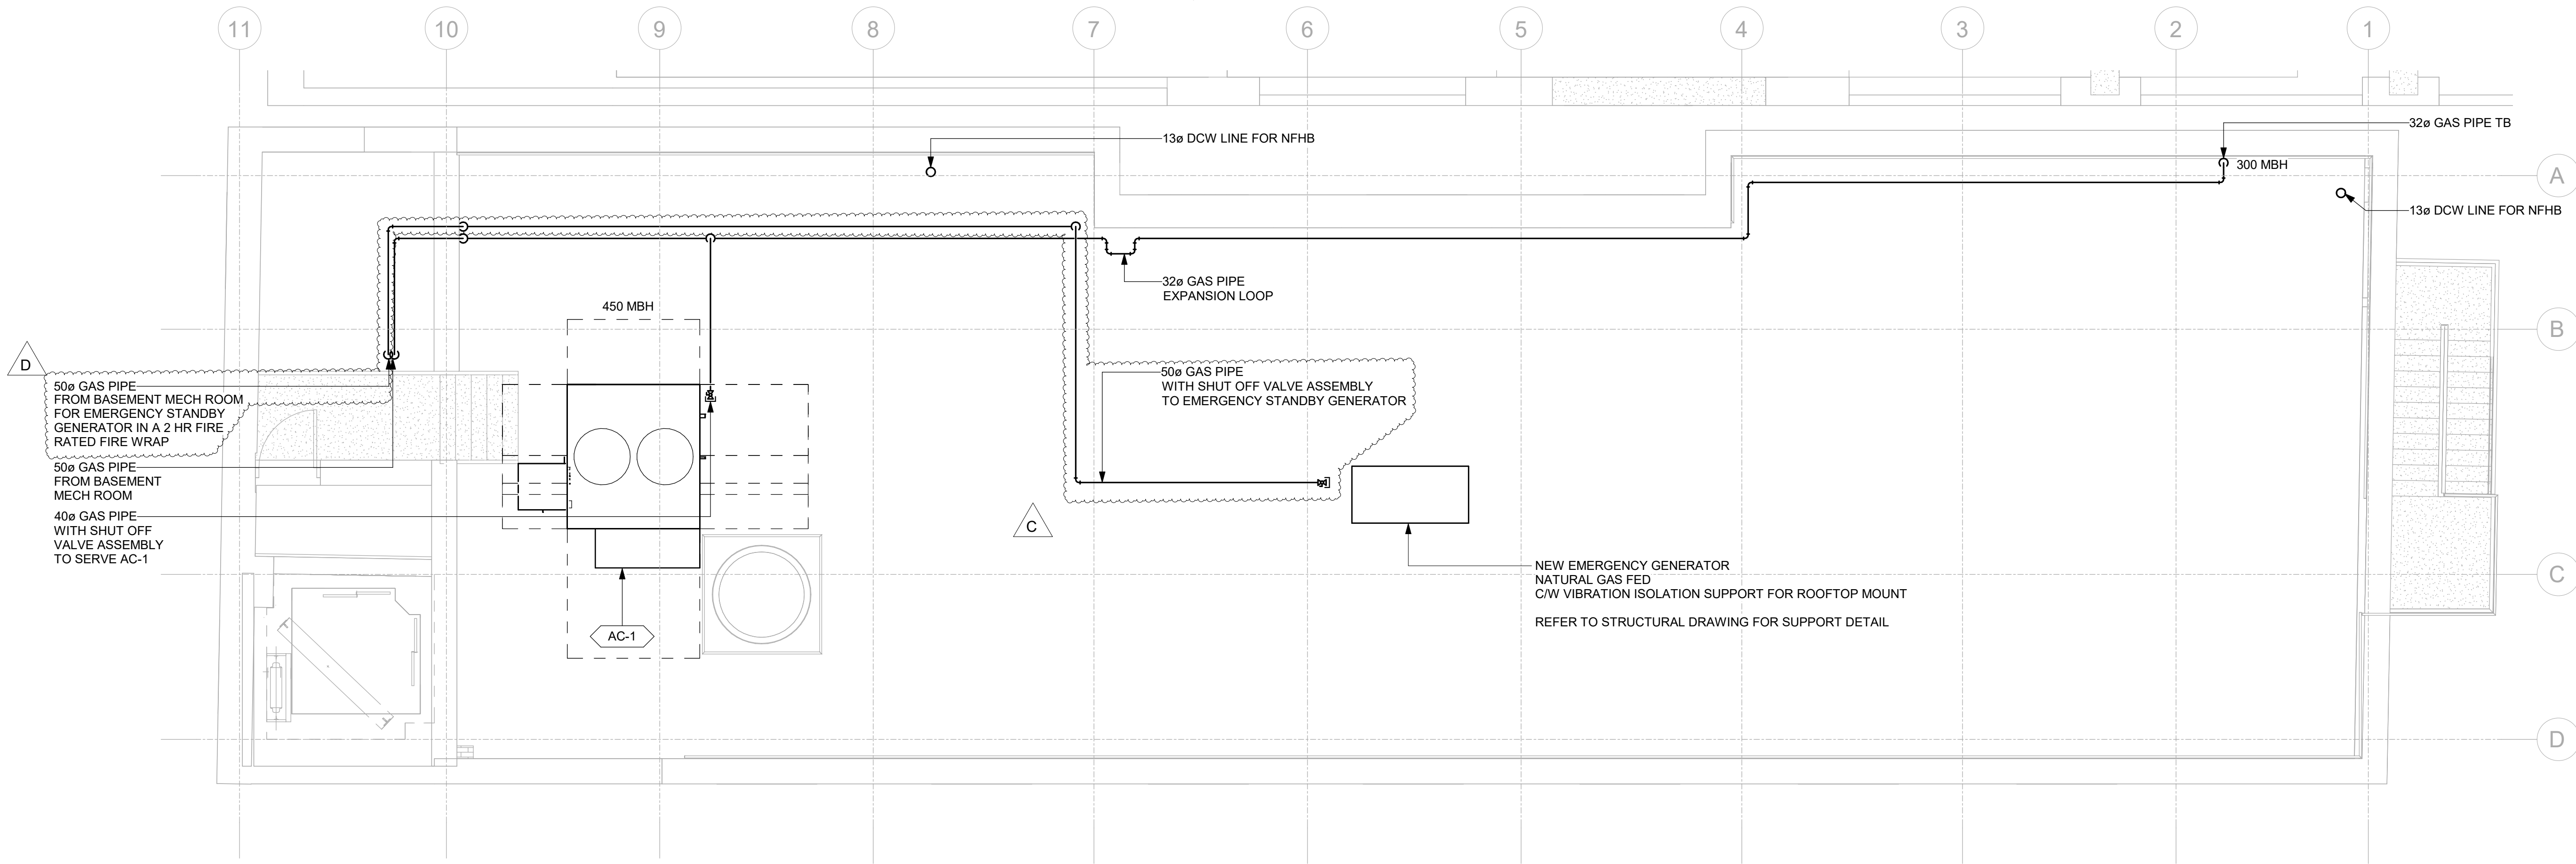 11
10
9
8
7
6
5
4
3
2
1
13ø DCW LINE FOR NFHB
32ø GAS PIPE TB
300 MBH
A
13ø DCW LINE FOR NFHB
32ø GAS PIPE
EXPANSION LOOP
450 MBH
B
D
50ø GAS PIPE
FROM BASEMENT MECH ROOM
FOR EMERGENCY STANDBY
GENERATOR IN A 2 HR FIRE
RATED FIRE WRAP
50ø GAS PIPE
WITH SHUT OFF VALVE ASSEMBLY
TO EMERGENCY STANDBY GENERATOR
50ø GAS PIPE
FROM BASEMENT
MECH ROOM
40ø GAS PIPE
WITH SHUT OFF
VALVE ASSEMBLY
TO SERVE AC-1
C
NEW EMERGENCY GENERATOR
NATURAL GAS FED
C/W VIBRATION ISOLATION SUPPORT FOR ROOFTOP MOUNT
REFER TO STRUCTURAL DRAWING FOR SUPPORT DETAIL
C
AC-1
D